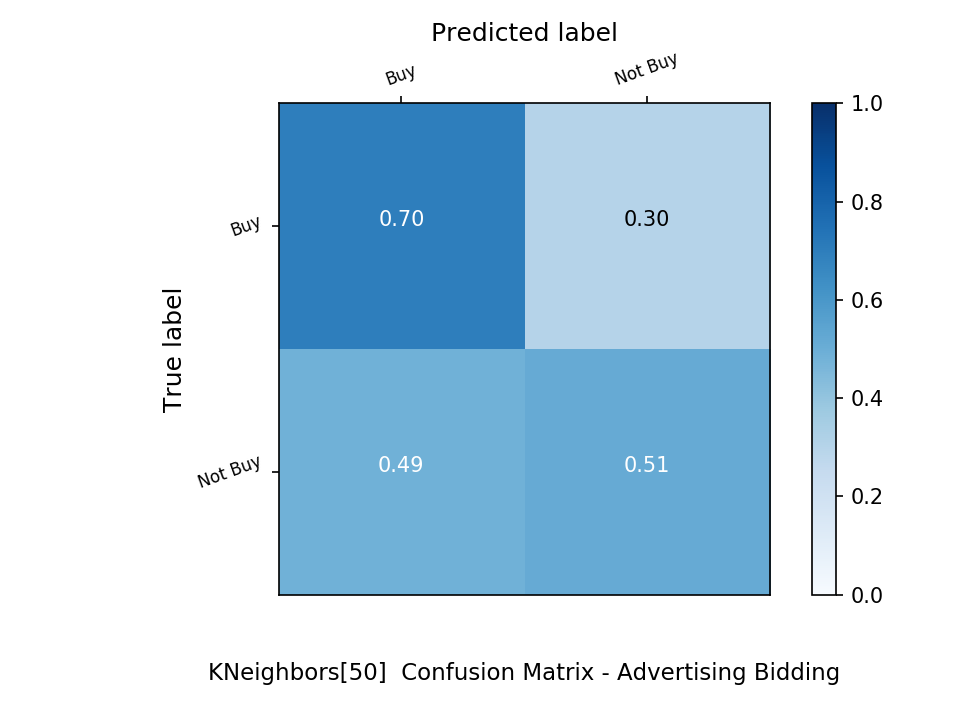 Predicted label
Buy
Not Buy
1.0
0.8
0.6
0.4
0.2
0.0
True label
Buy
0.70
0.30
Not Buy
0.49
0.51
KNeighbors[50]  Confusion Matrix - Advertising Bidding